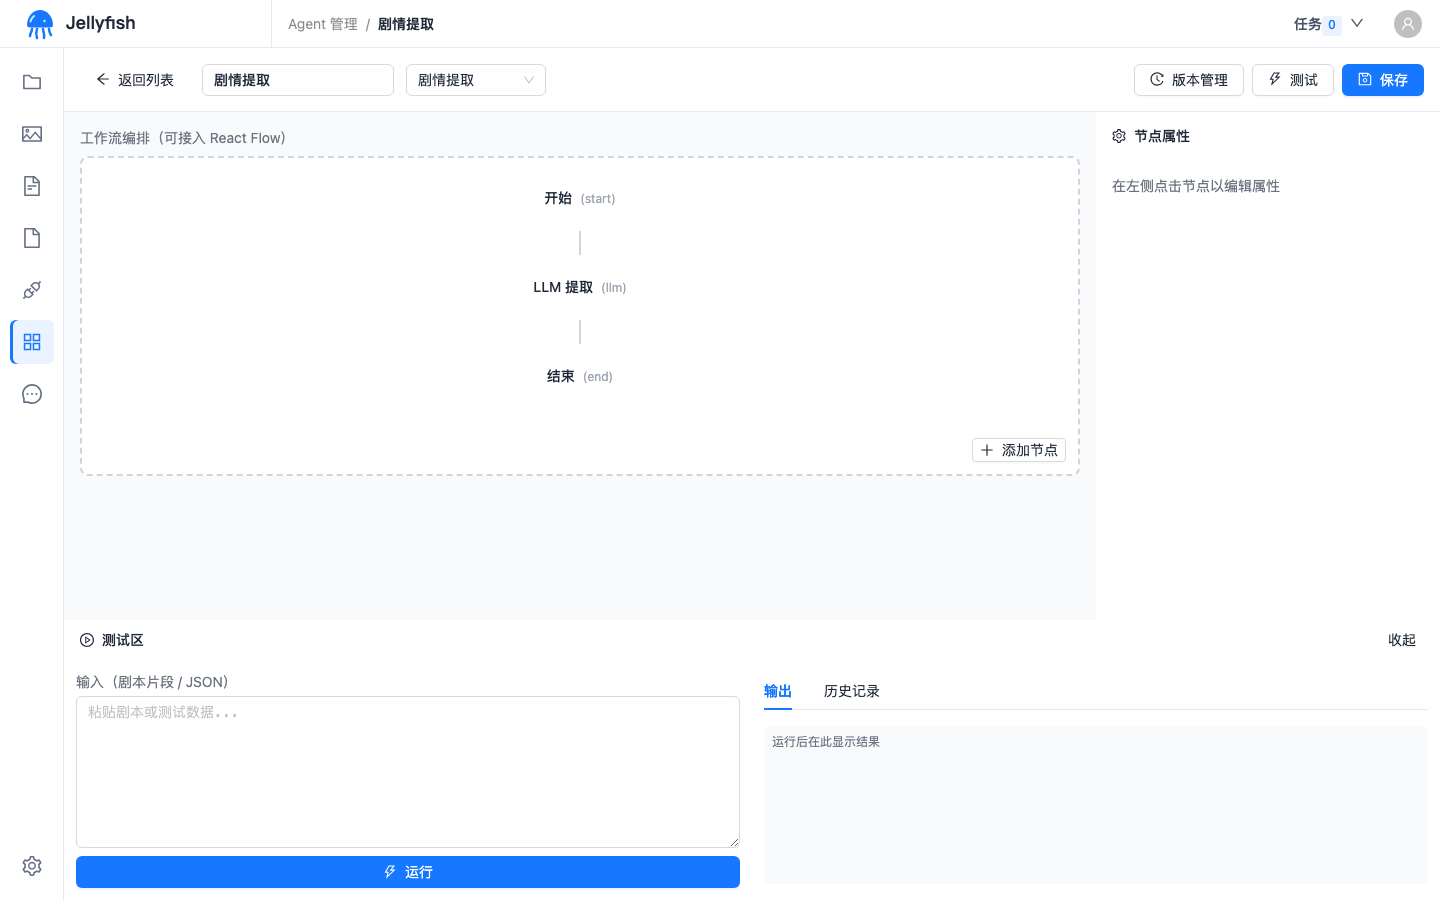 Jellyfish
Agent 管理 / 剧情提取
任务 0
返回列表
剧情提取
剧情提取
版本管理
测试
保存
工作流编排（可接入 React Flow）
开始 (start)
LLM 提取 (llm)
结束 (end)
添加节点
节点属性
在左侧点击节点以编辑属性
测试区
收起
输入（剧本片段 / JSON）
粘贴剧本或测试数据...
运行
输出
历史记录
运行后在此显示结果